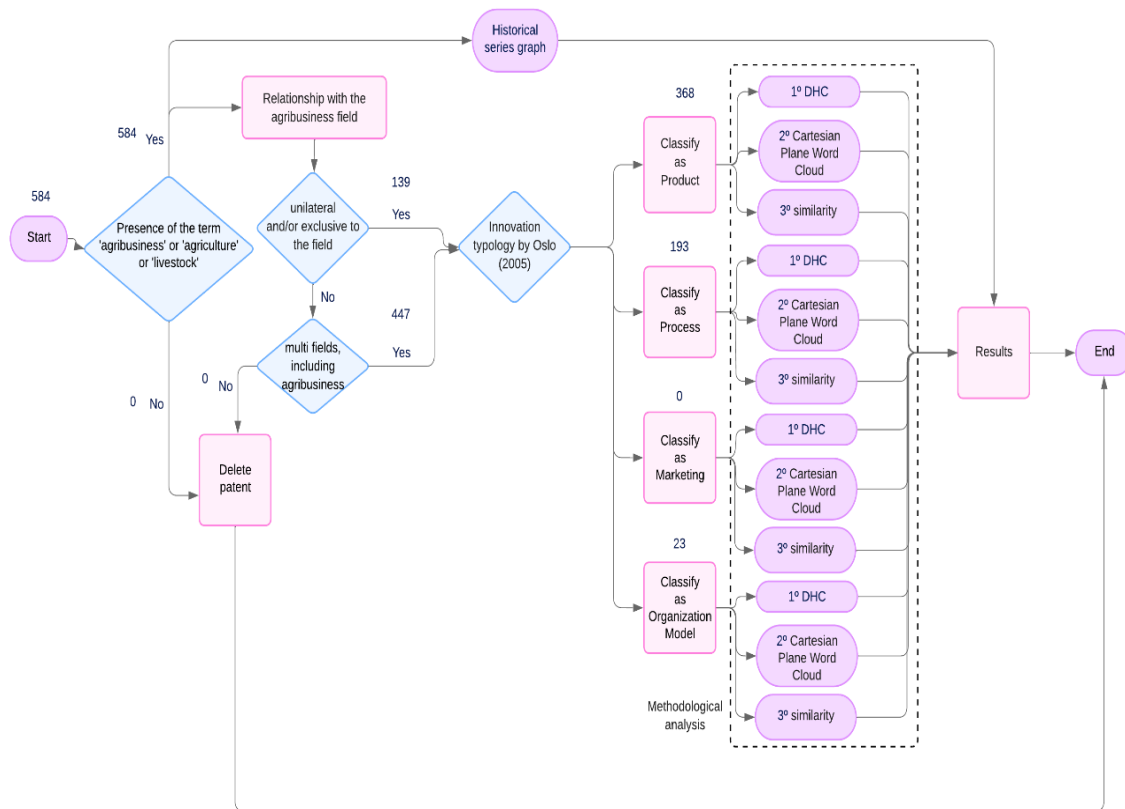 Historical
series graph
Relationship with the
agribusiness field
584
Yes
584
Start
Presence of the term
'agribusiness' or 'agriculture'
or 'livestock'
0
No
unilateral
and/or exclusive to
the field
139
Yes
No
multi fields,
including
agribusiness
447
Yes
0
No
Delete
patent
Innovation
typology by Oslo
(2005)
368
Classify
as
Product
1º DHC
2º Cartesian
Plane Word
Cloud
3º similarity
193
Classify
as
Process
1º DHC
2º Cartesian
Plane Word
Cloud
3º similarity
0
Classify
as
Marketing
1º DHC
2º Cartesian
Plane Word
Cloud
3º similarity
23
Classify
as
Organization
Model
1º DHC
2º Cartesian
Plane Word
Cloud
3º similarity
Methodological
analysis
Results
End